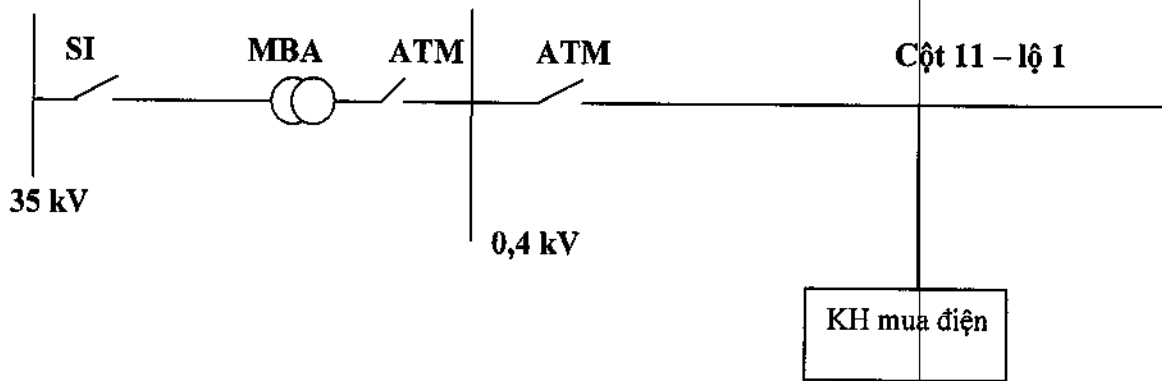 SI
MBA
ATM
ATM
Cột 11 – lộ 1
35 kV
0,4 kV
KH mua điện